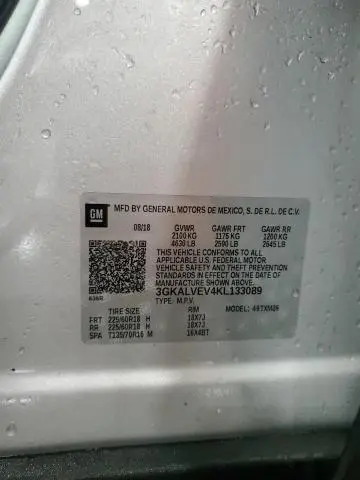 GM
MFD BY GENERAL MOTORS DE MEXICO, S. DE R.L. DE C.V.
08/18 GVWR GAWR FRT GAWR RR
2100 KG 1175 KG 1200 KG
4630 LB 2590 LB 2645 LB
THIS VEHICLE CONFORMS TO ALL
APPLICABLE U.S. FEDERAL MOTOR
VEHICLE SAFETY AND THEFT PREVENTION
STANDARDS IN EFFECT ON THE DATE OF
MANUFACTURE SHOWN ABOVE.
3GKALVEV4KL133089
TYPE: M.P.V.
TIRE SIZE RIM MODEL:
FRT 225/60R18 H 18X7J
RR 225/60R18 H 18X7J
SPA T135/70R16 M 16X4BT